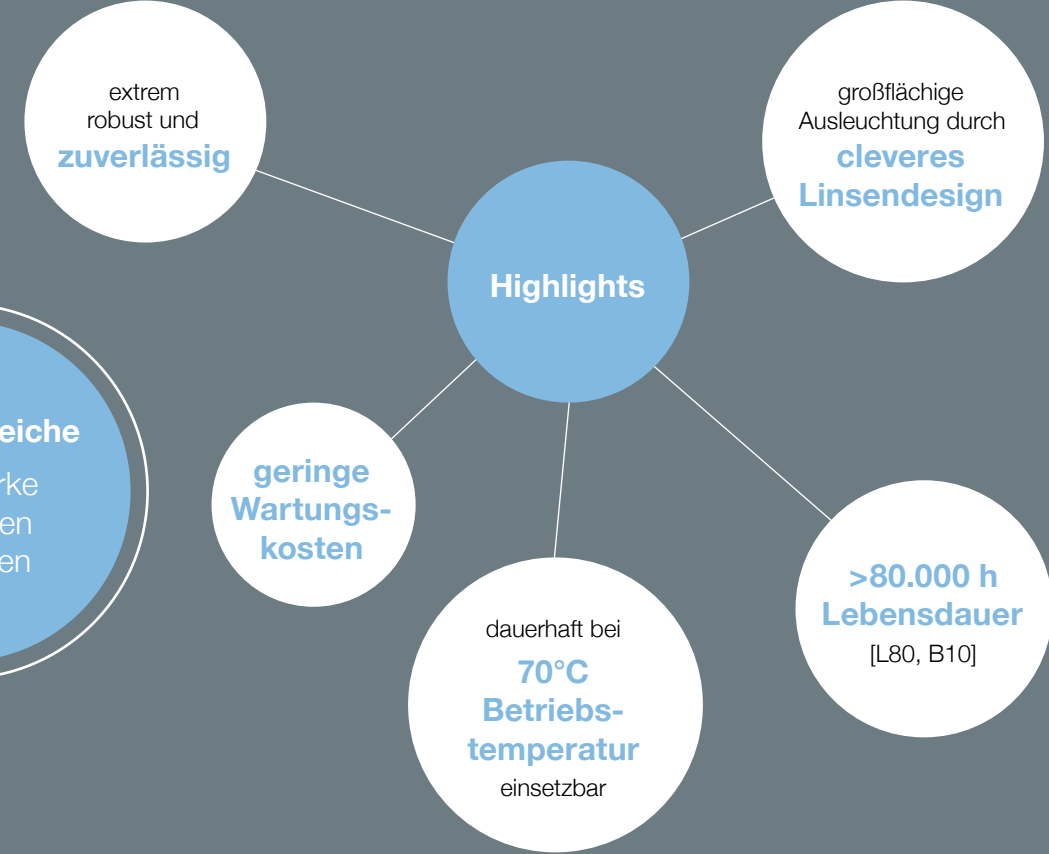 extrem
robust und
zuverlässig
großflächige
Ausleuchtung durch
cleveres
Linsendesign
Highlights
geringe
Wartungs-
kosten
dauerhaft bei
70°C
Betriebs-
temperatur
einsetzbar
>80.000 h
Lebensdauer
[L80, B10]